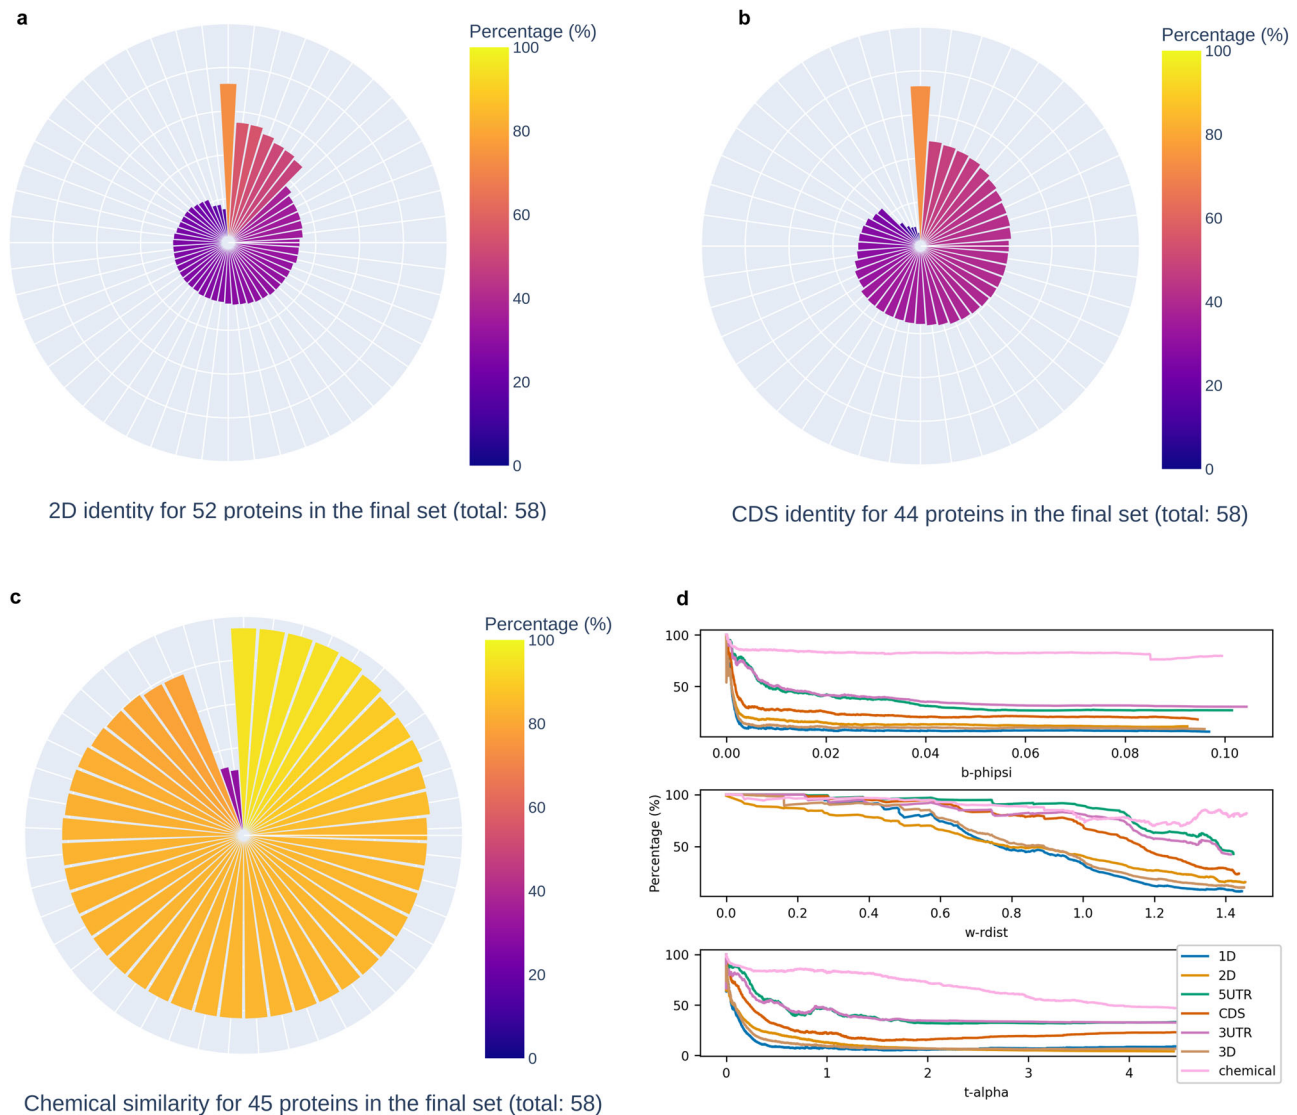 a
Percentage (%)
100
80
60
40
20
0
2D identity for 52 proteins in the final set (total: 58)
b
Percentage (%)
100
80
60
40
20
0
CDS identity for 44 proteins in the final set (total: 58)
c
Percentage (%)
100
80
60
40
20
0
Chemical similarity for 45 proteins in the final set (total: 58)
d
100
50
0.00 0.02 0.04 0.06 0.08 0.10
b-phipsi
Percentage (%)
100
50
0.0 0.2 0.4 0.6 0.8 1.0 1.2 1.4
w-rdist
100
50
0
0 1 2 3 4
t-alpha
1D
2D
5UTR
CDS
3UTR
3D
chemical